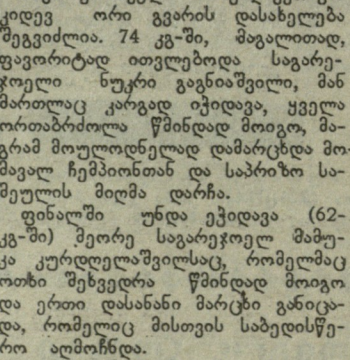 კიდევ ორი გვარის დასახელება
შეგვიძლია. 74 კგ-ში, მაგალითად,
ფავორიტად ითვლებოდა საგარე-
ჯოელი ნუკრი გაგნიაშვილი, მან
მართლაც კარგად იჭიდავა, ყველა
ორთაბრძოლა წმინდად მოიგო, მა-
გრამ მოულოდნელად დამარცხდა მო-
მავალ ჩემპიონთან და საპრიზო სა-
მეულის მიღმა დარჩა.
ფინალში უნდა ეჭიდავა (62-
კგ-ში) მეორე საგარეჯოელ მამუ-
კა კურდღელაშვილსაც, რომელმაც
ოთხი შეხვედრა წმინდად მოიგო
და ერთი დასანანი მარცხი განიცა-
და, რომელიც მისთვის საბედისწე-
რო აღმოჩნდა.